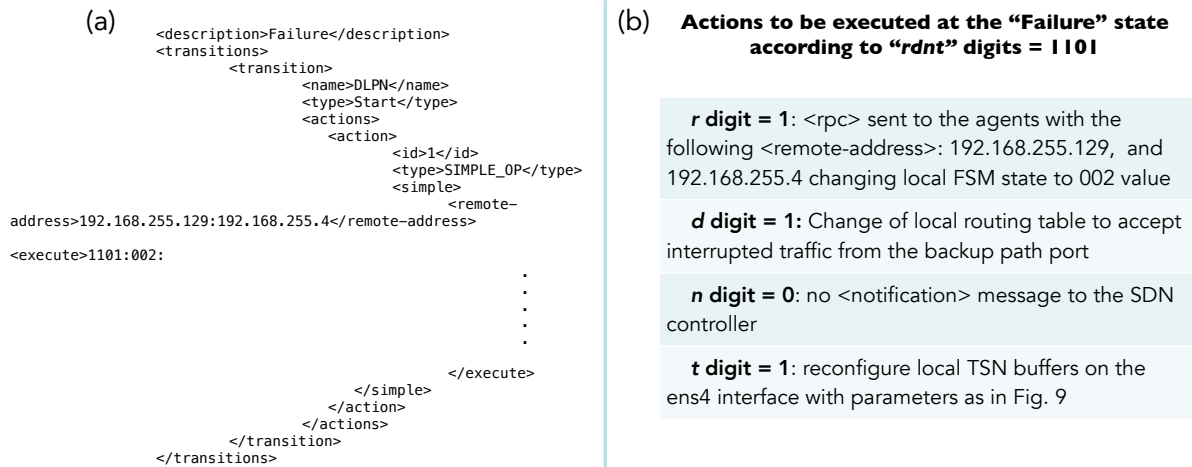 (a)
<description>Failure</description>
<transitions>
<transition>
<name>DLPN</name>
<type>Start</type>
<actions>
<action>
<id>1</id>
<type>SIMPLE_OP</type>
<simple>
<remote-
address>192.168.255.129:192.168.255.4</remote-address>
<execute>1101:002:
.
.
.
.
.
</execute>
</simple>
</action>
</actions>
</transition>
</transitions>
(b)
Actions to be executed at the “Failure” state
according to “rdnt” digits = 1101
r digit = 1: <rpc> sent to the agents with the
following <remote-address>: 192.168.255.129, and
192.168.255.4 changing local FSM state to 002 value
d digit = 1: Change of local routing table to accept
interrupted traffic from the backup path port
n digit = 0: no <notification> message to the SDN
controller
t digit = 1: reconfigure local TSN buffers on the
ens4 interface with parameters as in Fig. 9